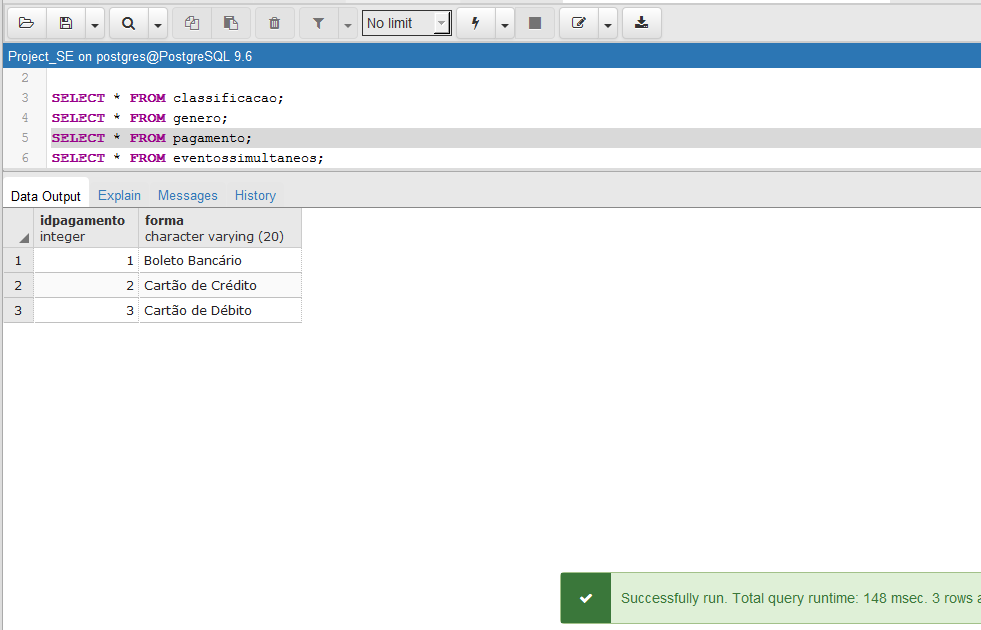 No limit
Project_SE on postgres@PostgreSQL 9.6
2
3 SELECT * FROM classificacao;
4 SELECT * FROM genero;
5 SELECT * FROM pagamento;
6 SELECT * FROM eventossimultaneos;
Data Output Explain Messages History
idpagamento forma
integer character varying (20)
1 1 Boleto Bancário
2 2 Cartão de Crédito
3 3 Cartão de Débito
Successfully run. Total query runtime: 148 msec. 3 rows a